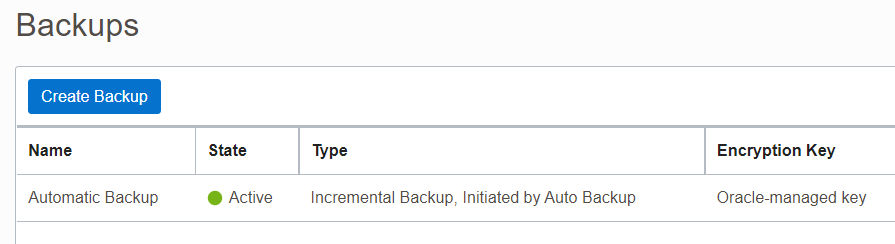 Backups
Create Backup
Name State Type Encryption Key
Automatic Backup Active Incremental Backup, Initiated by Auto Backup Oracle-managed key